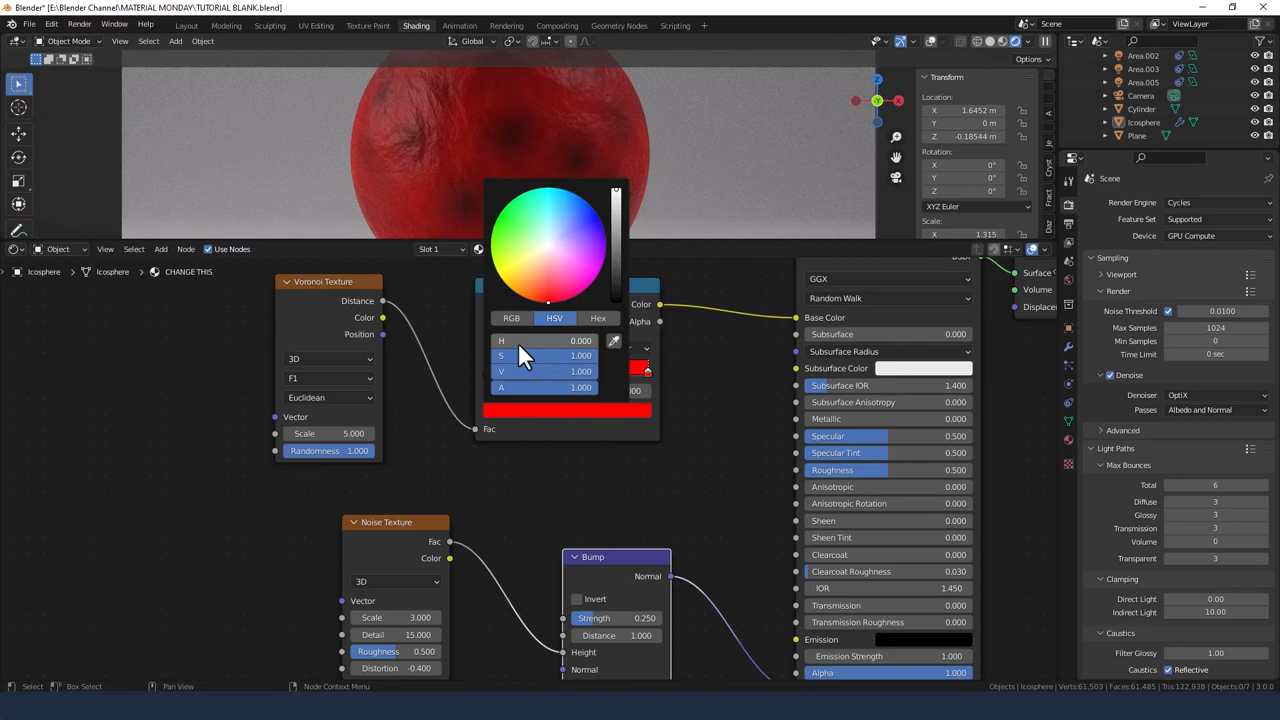 Blender* [E:\Blender Channel\MATERIAL MONDAY\TUTORIAL BLANK.blend]
File Edit Render Window Help Layout Modeling Sculpting UV Editing Texture Paint Shading Animation Rendering Compositing Geometry Nodes Scripting Scene ViewLayer
Object Mode View Select Add Object Global
Options
Area.002
Area.003
Area.005
Camera
Cylinder
Icosphere
Plane
Transform
Location:
X 1.6452 m
Y 0 m
Z -0.18544 m
Rotation:
X 0°
Y 0°
Z 0°
XYZ Euler
Scale:
X 1.315
Z
Y
X
Object View Select Add Node Use Nodes Slot 1
Icosphere Icosphere CHANGE THIS
Voronoi Texture
Distance
Color
Position
3D
F1
Euclidean
Vector
Scale 5.000
Randomness 1.000
RGB HSV Hex
H 0.000
S 1.000
V 1.000
A 1.000
Color
Alpha
Fac
Noise Texture
Fac
Color
3D
Vector
Scale 3.000
Detail 15.000
Roughness 0.500
Distortion -0.400
Bump
Normal
Invert
Strength 0.250
Distance 1.000
Height
Normal
GGX
Random Walk
Base Color
Subsurface 0.000
Subsurface Radius
Subsurface Color
Subsurface IOR 1.400
Subsurface Anisotropy 0.000
Metallic 0.000
Specular 0.500
Specular Tint 0.500
Roughness 0.500
Anisotropic 0.000
Anisotropic Rotation 0.000
Sheen 0.000
Sheen Tint 0.000
Clearcoat 0.000
Clearcoat Roughness 0.030
IOR 1.450
Transmission 0.000
Transmission Roughness 0.000
Emission
Emission Strength 1.000
Alpha 1.000
Surface
Volume
Scene
Render Engine Cycles
Feature Set Supported
Device GPU Compute
Sampling
Viewport
Render
Noise Threshold 0.0100
Max Samples 1024
Min Samples 0
Time Limit 0 sec
Denoise
Denoiser OptiX
Passes Albedo and Normal
Advanced
Light Paths
Max Bounces
Total 6
Diffuse 3
Glossy 3
Transmission 3
Volume 0
Transparent 3
Clamping
Direct Light 0.00
Indirect Light 10.00
Caustics
Filter Glossy 1.00
Caustics Reflective
Select Box Select Pan View Node Context Menu
Objects | Icosphere | Verts:61,503 | Faces:61,485 | Tris:122,938 | Objects:0/7 | 3.0.0